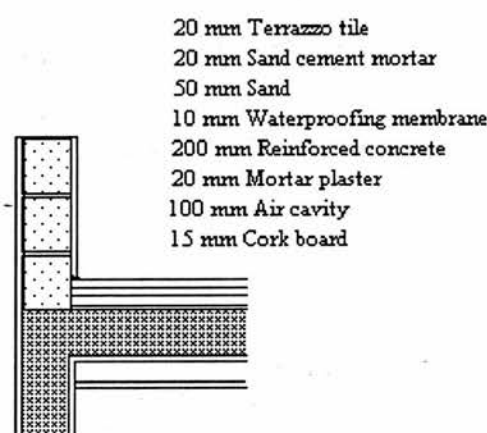 20 mm Terrazzo tile
20 mm Sand cement mortar
50 mm Sand
10 mm Waterproofing membrane
200 mm Reinforced concrete
20 mm Mortar plaster
100 mm Air cavity
15 mm Cork board